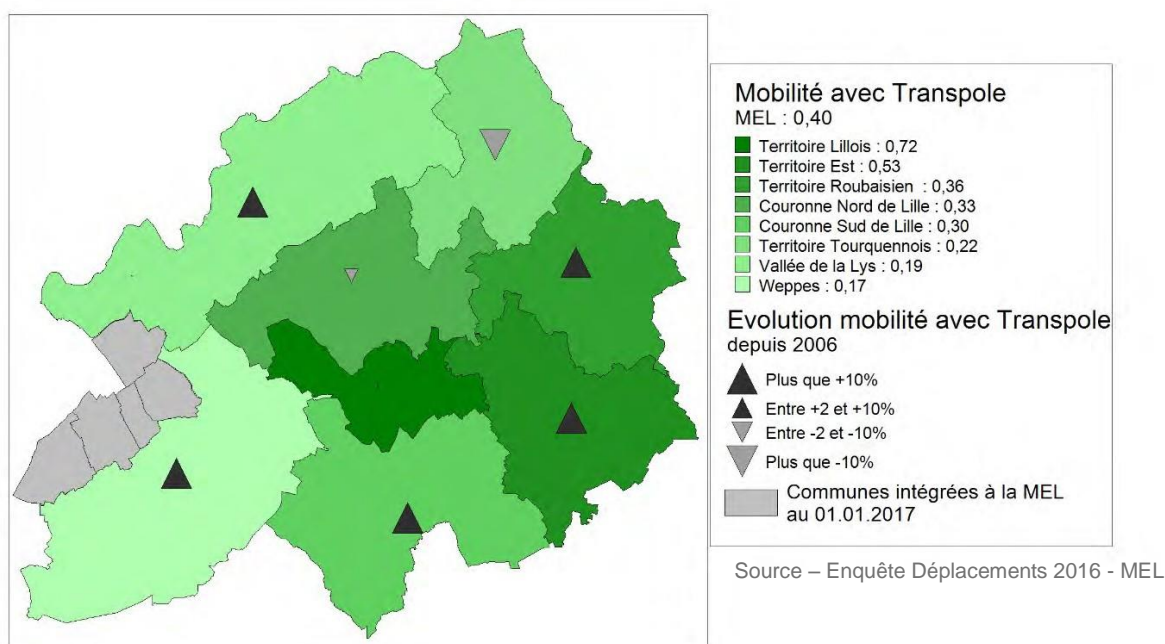 Mobilité avec Transpole
MEL : 0,40
Territoire Lillois : 0,72
Territoire Est : 0,53
Territoire Roubaisien : 0,36
Couronne Nord de Lille : 0,33
Couronne Sud de Lille : 0,30
Territoire Tourquennois : 0,22
Vallée de la Lys : 0,19
Weppes : 0,17
Evolution mobilité avec Transpole
depuis 2006
Plus que +10%
Entre +2 et +10%
Entre -2 et -10%
Plus que -10%
Communes intégrées à la MEL
au 01.01.2017
Source – Enquête Déplacements 2016 - MEL